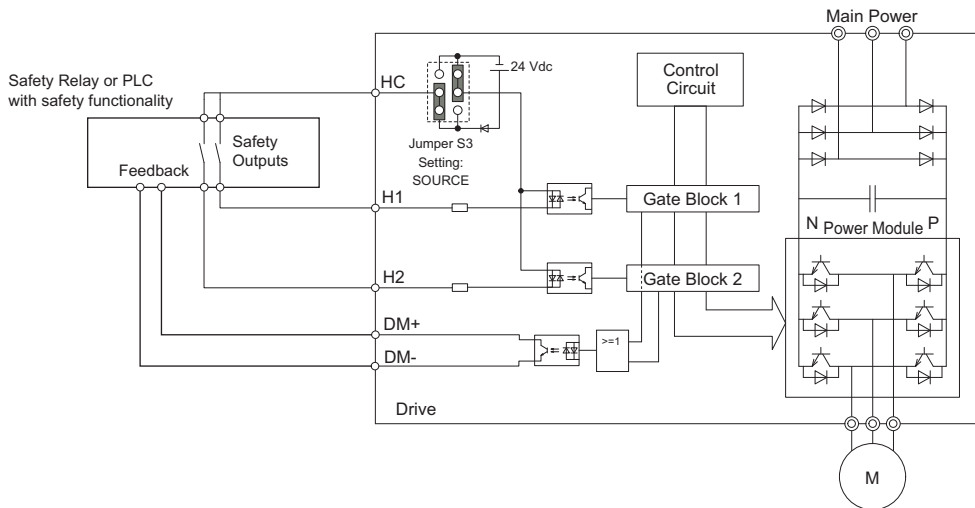 Main Power
Safety Relay or PLC
with safety functionality
HC
24 Vdc
Control
Circuit
Safety
Outputs
Feedback
Jumper S3
Setting:
SOURCE
H1
Gate Block 1
N
P
Power Module
H2
Gate Block 2
DM+
>=1
DM-
Drive
M